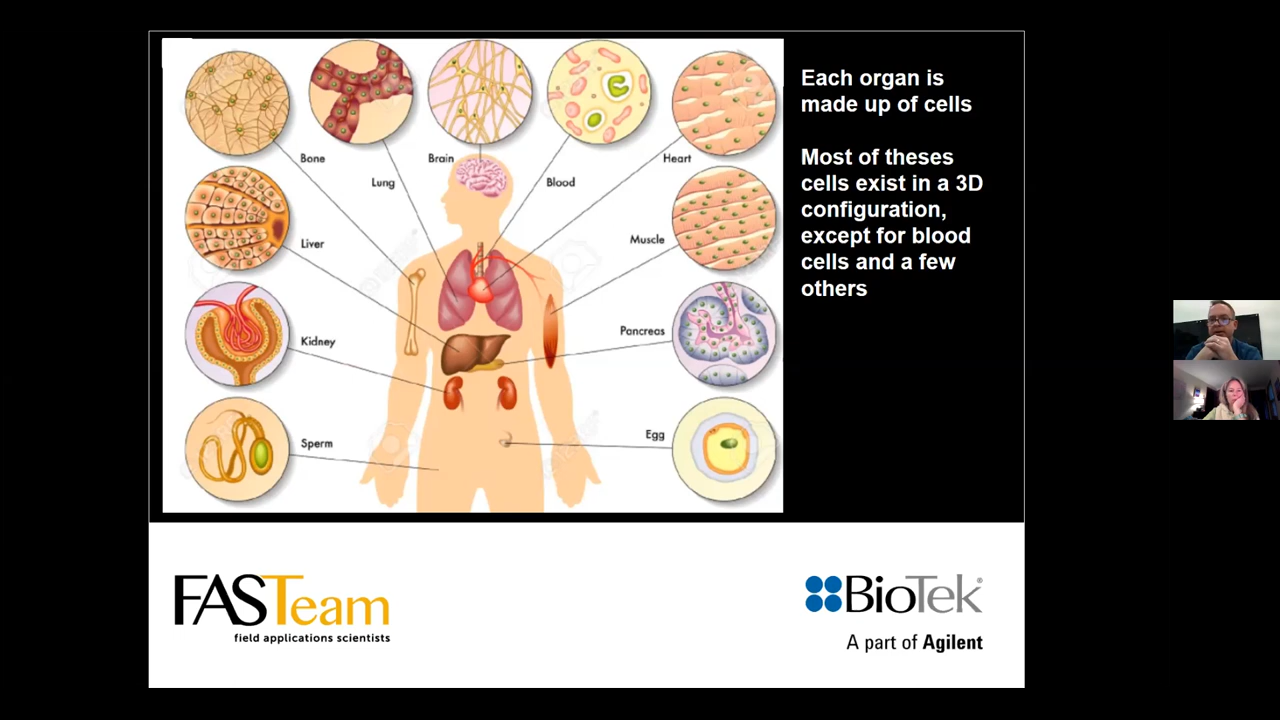 Each organ is
made up of cells
Most of theses
cells exist in a 3D
configuration,
except for blood
cells and a few
others
Bone
Lung
Brain
Blood
Heart
Liver
Muscle
Kidney
Pancreas
Sperm
Egg
FASTeam
field applications scientists
BioTek®
A part of Agilent